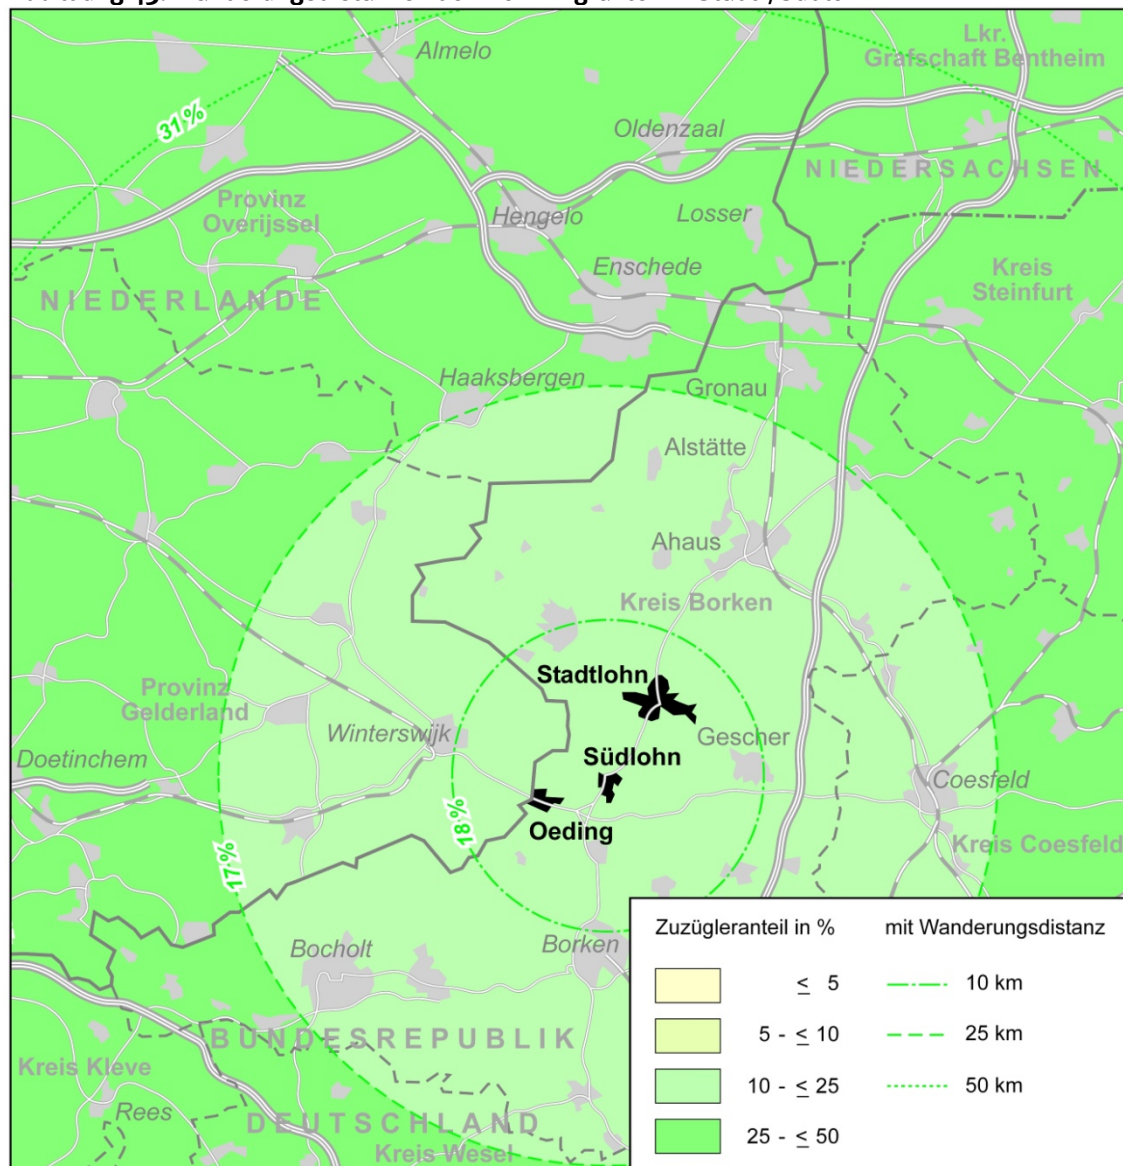 Almelo
Lkr.
Grafschaft Bentheim
31 %
Oldenzaal
NIEDERSACHSEN
Provinz
Overijssel
Hengelo
Losser
Enschede
Kreis
Steinfurt
NIEDERLANDE
Haaksbergen
Gronau
Alstätte
Ahaus
Kreis Borken
Stadtlohn
Provinz
Gelderland
Winterswijk
Gescher
Doetinchem
Südlohn
Coesfeld
18 %
Oeding
17 %
Kreis Coesfeld
Bocholt
Borken
BUNDESREPUBLIK
Kreis Kleve
Rees
DEUTSCHLAND
Kreis Wesel
Zuzügleranteil in % mit Wanderungsdistanz
≤ 5 10 km
5 - ≤ 10 25 km
10 - ≤ 25 50 km
25 - ≤ 50